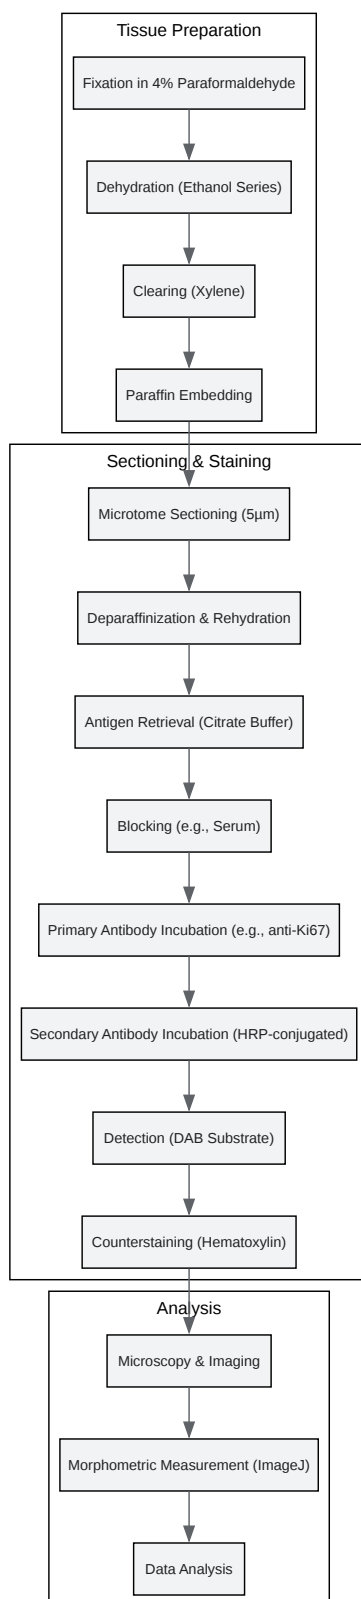 Tissue Preparation
Fixation in 4% Paraformaldehyde
Dehydration (Ethanol Series)
Clearing (Xylene)
Paraffin Embedding
Sectioning & Staining
Microtome Sectioning (5µm)
Deparaffinization & Rehydration
Antigen Retrieval (Citrate Buffer)
Blocking (e.g., Serum)
Primary Antibody Incubation (e.g., anti-Ki67)
Secondary Antibody Incubation (HRP-conjugated)
Detection (DAB Substrate)
Counterstaining (Hematoxylin)
Analysis
Microscopy & Imaging
Morphometric Measurement (ImageJ)
Data Analysis